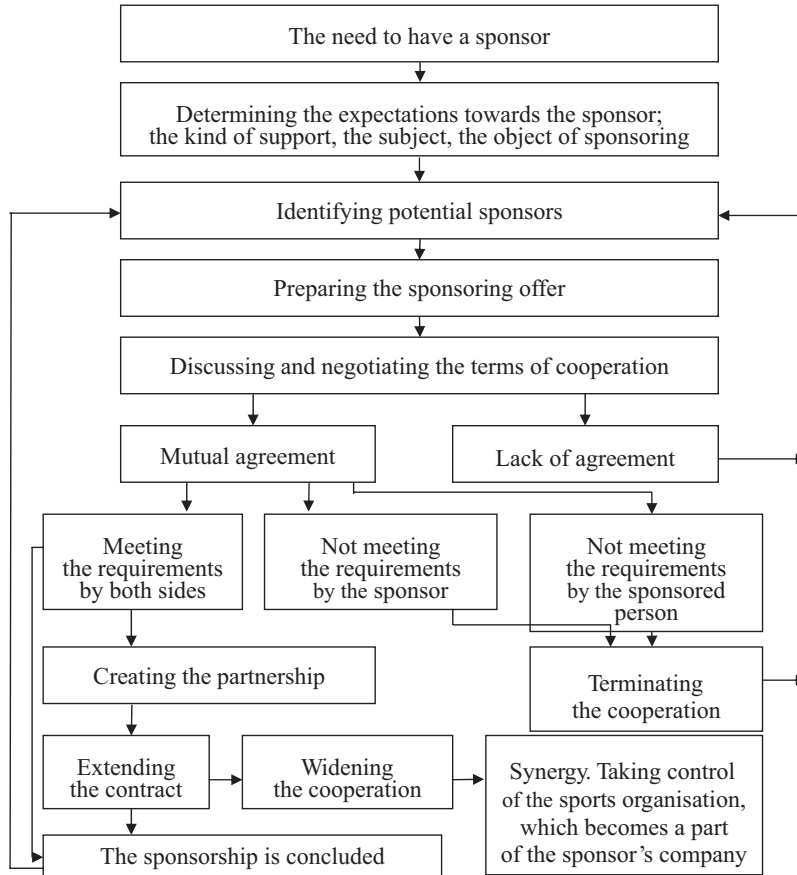 The need to have a sponsor
Determining the expectations towards the sponsor;
the kind of support, the subject, the object of sponsoring
Identifying potential sponsors
Preparing the sponsoring offer
Discussing and negotiating the terms of cooperation
Mutual agreement
Lack of agreement
Meeting
the requirements
by both sides
Not meeting
the requirements
by the sponsor
Not meeting
the requirements
by the sponsored
person
Creating the partnership
Terminating
the cooperation
Extending
the contract
Widening
the cooperation
Synergy. Taking control
of the sports organisation,
which becomes a part
of the sponsor’s company
The sponsorship is concluded